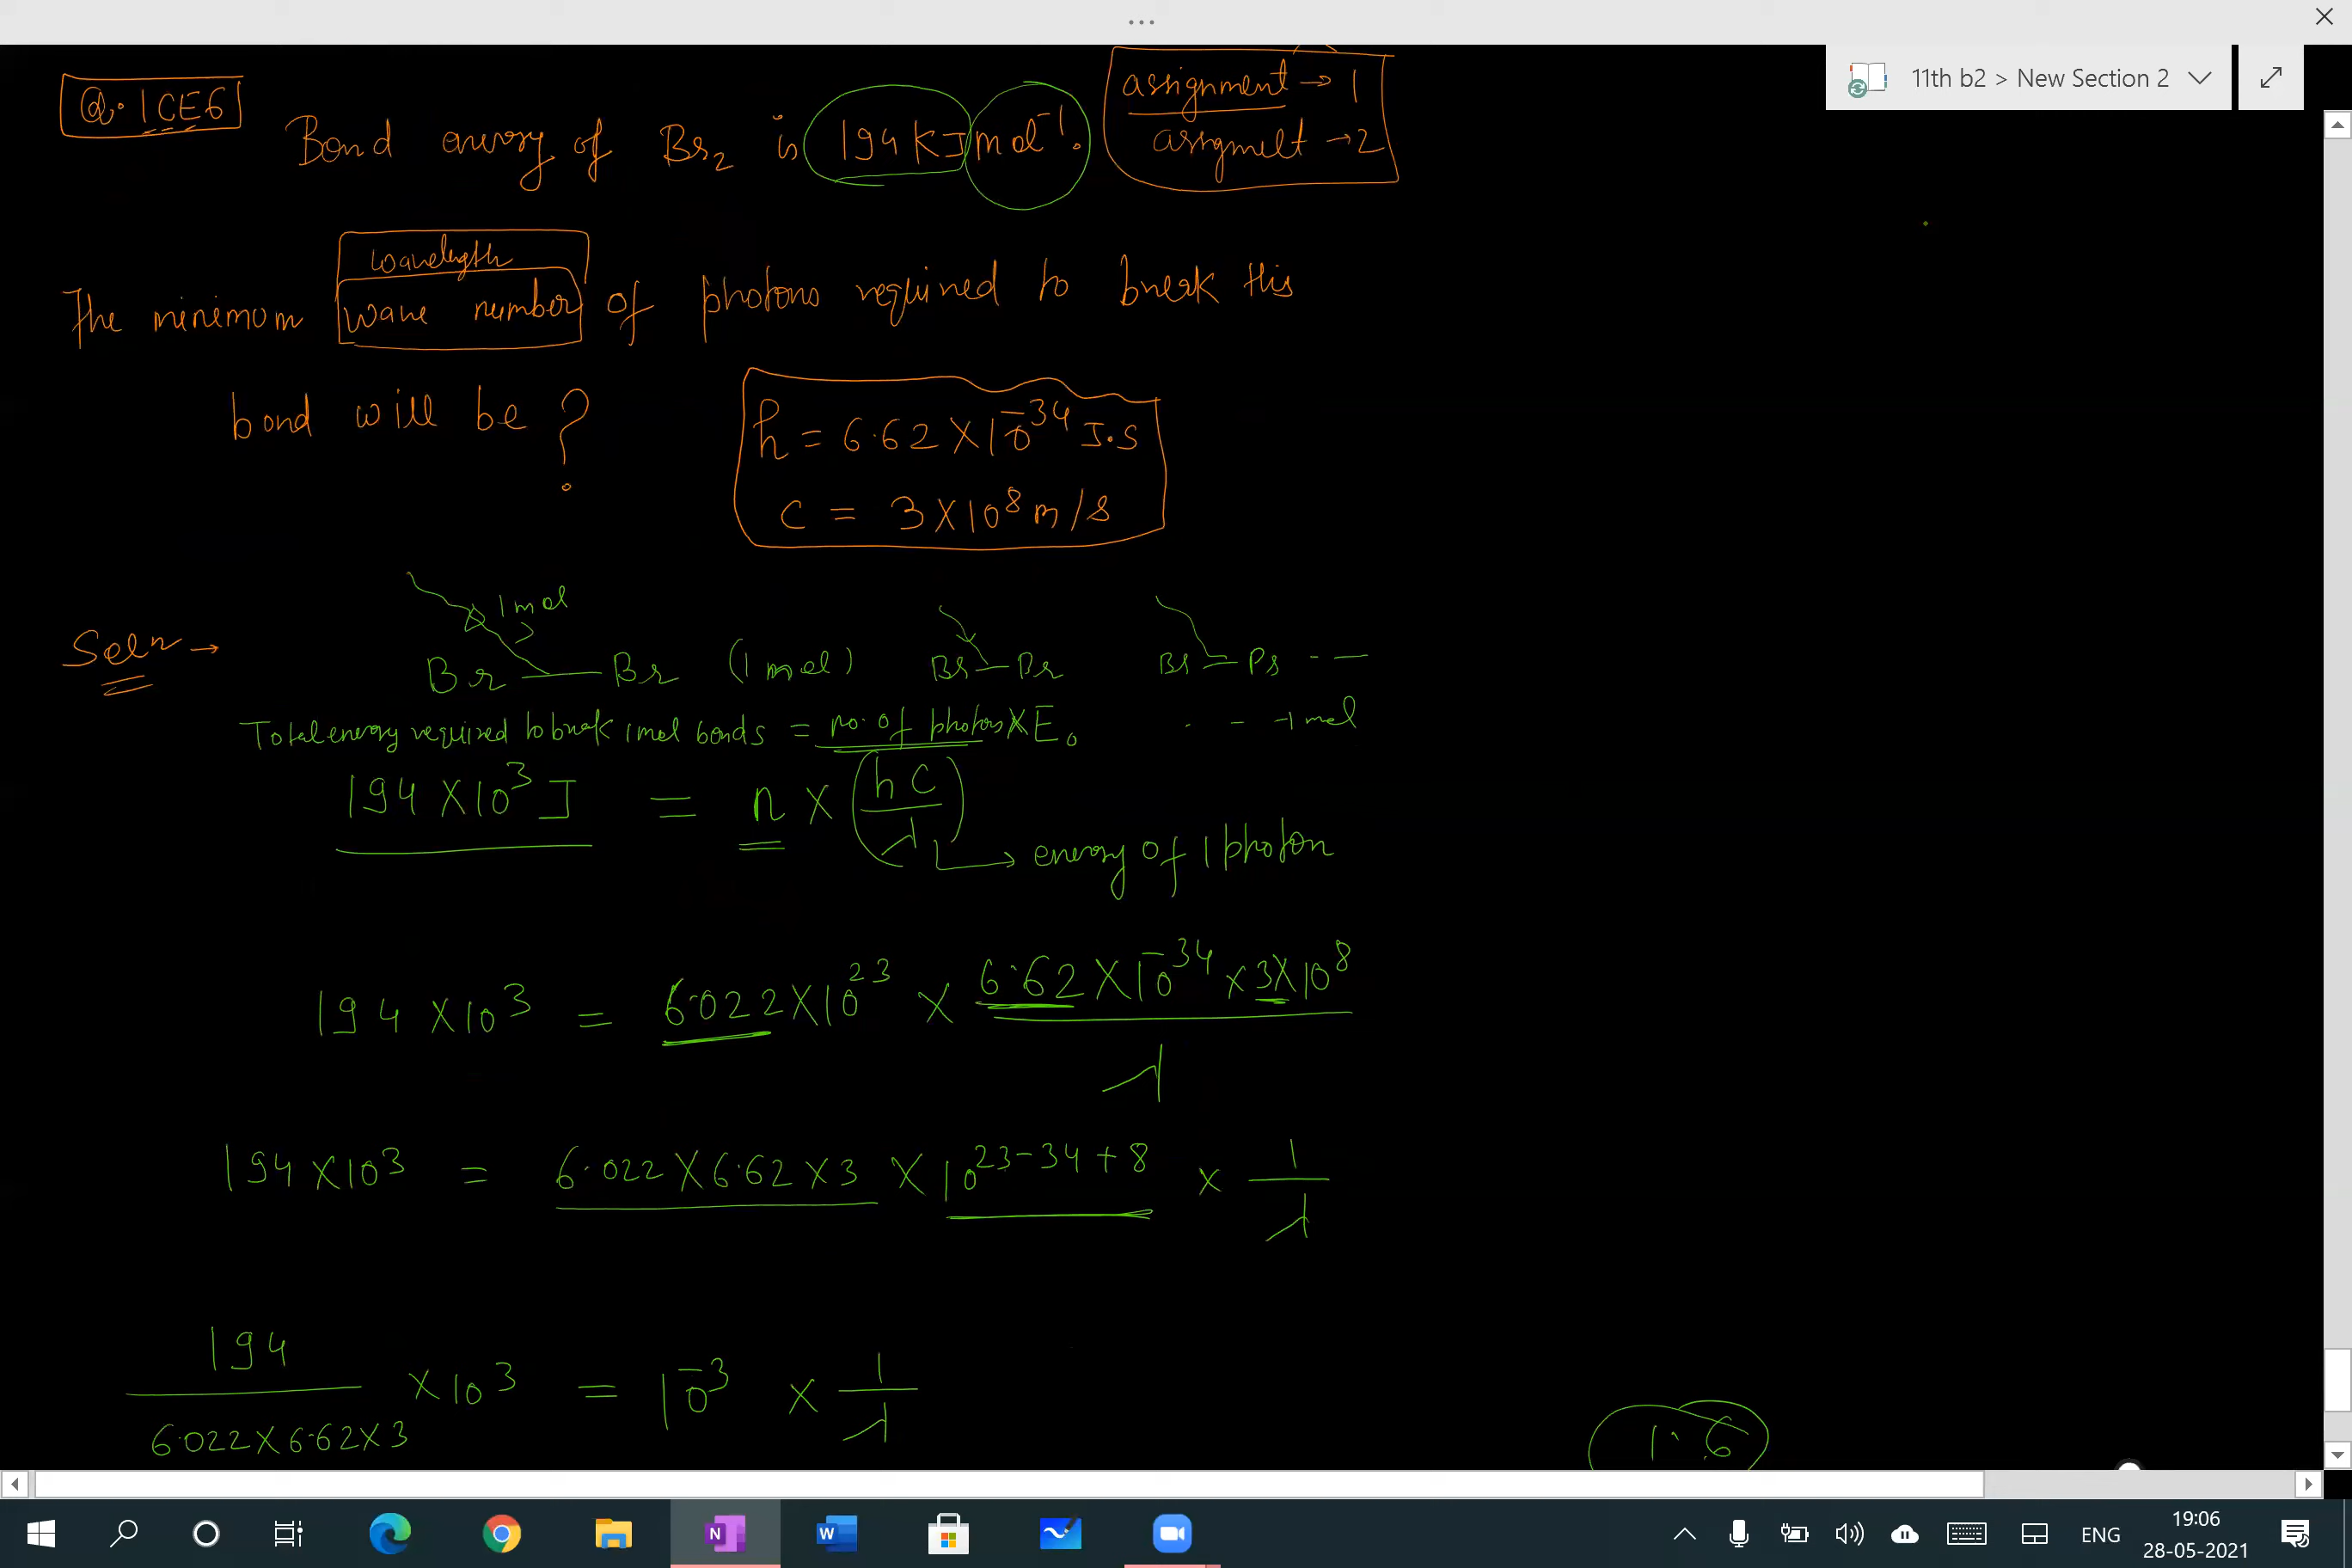 11th b2 > New Section 2
Q. ICE6
Bond energy of Br₂ is 194 KJ mol⁻¹.
assignment → 1
assignmelt → 2
wavelength
The minimum wave number of photons required to break this
bond will be ?
h = 6.62 × 10⁻³⁴ J.S
c = 3 × 10⁸ m/s
1 mol
Solⁿ →
Br — Br (1 mol) Br — Br Br — Br - —
Total energy required to break 1 mol bonds = no. of photons × E₀ - - - 1 mol
194 × 10³ J = n × (hc/λ)
→ energy of 1 photon
194 × 10³ = 6.022 × 10²³ × (6.62 × 10⁻³⁴ × 3 × 10⁸)/λ
194 × 10³ = 6.022 × 6.62 × 3 × 10²³⁻³⁴⁺⁸ × 1/λ
194/(6.022 × 6.62 × 3) × 10³ = 10⁻³ × 1/λ
1.6
ENG
19:06
28-05-2021